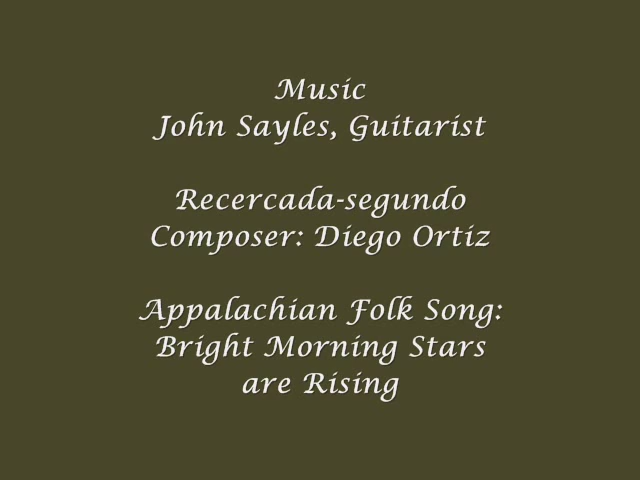 Music
John Sayles, Guitarist
Recercada-segundo
Composer: Diego Ortiz
Appalachian Folk Song:
Bright Morning Stars
are Rising